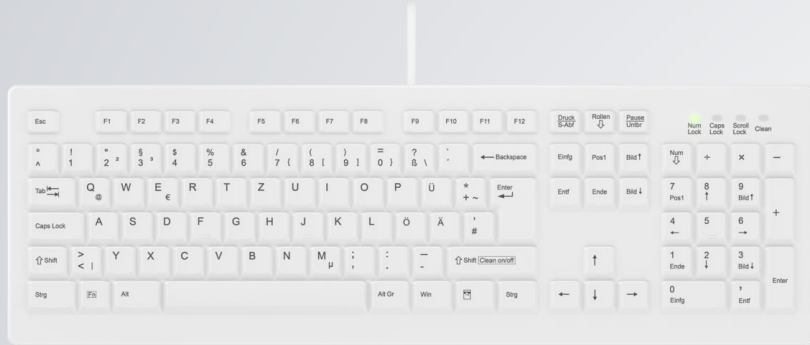 Esc F1 F2 F3 F4 F5 F6 F7 F8 F9 F10 F11 F12 Druck S-Abf Rollen ⇩ Pause Untbr Num Lock Caps Lock Scroll Lock Clean
° ^ ! 1 " 2 ² § 3 ³ $ 4 % 5 & 6 / 7 { ( 8 [ ) 9 ] = 0 } ? ß \ ` ´ ← Backspace Einfg Pos1 Bild ↑ Num ⇩ ÷ × −
Tab Q @ W E € R T Z U I O P Ü * + ~ Enter Entf Ende Bild ↓ 7 Pos1 8 ↑ 9 Bild ↑ +
Caps Lock A S D F G H J K L Ö Ä ' # 4 ← 5 6 →
⇧ Shift > < | Y X C V B N M µ ; , : . _ - ⇧ Shift Clean on/off ↑ 1 Ende 2 ↓ 3 Bild ↓ Enter
Strg Fn Alt Alt Gr Win Strg ← ↓ → 0 Einfg , Entf